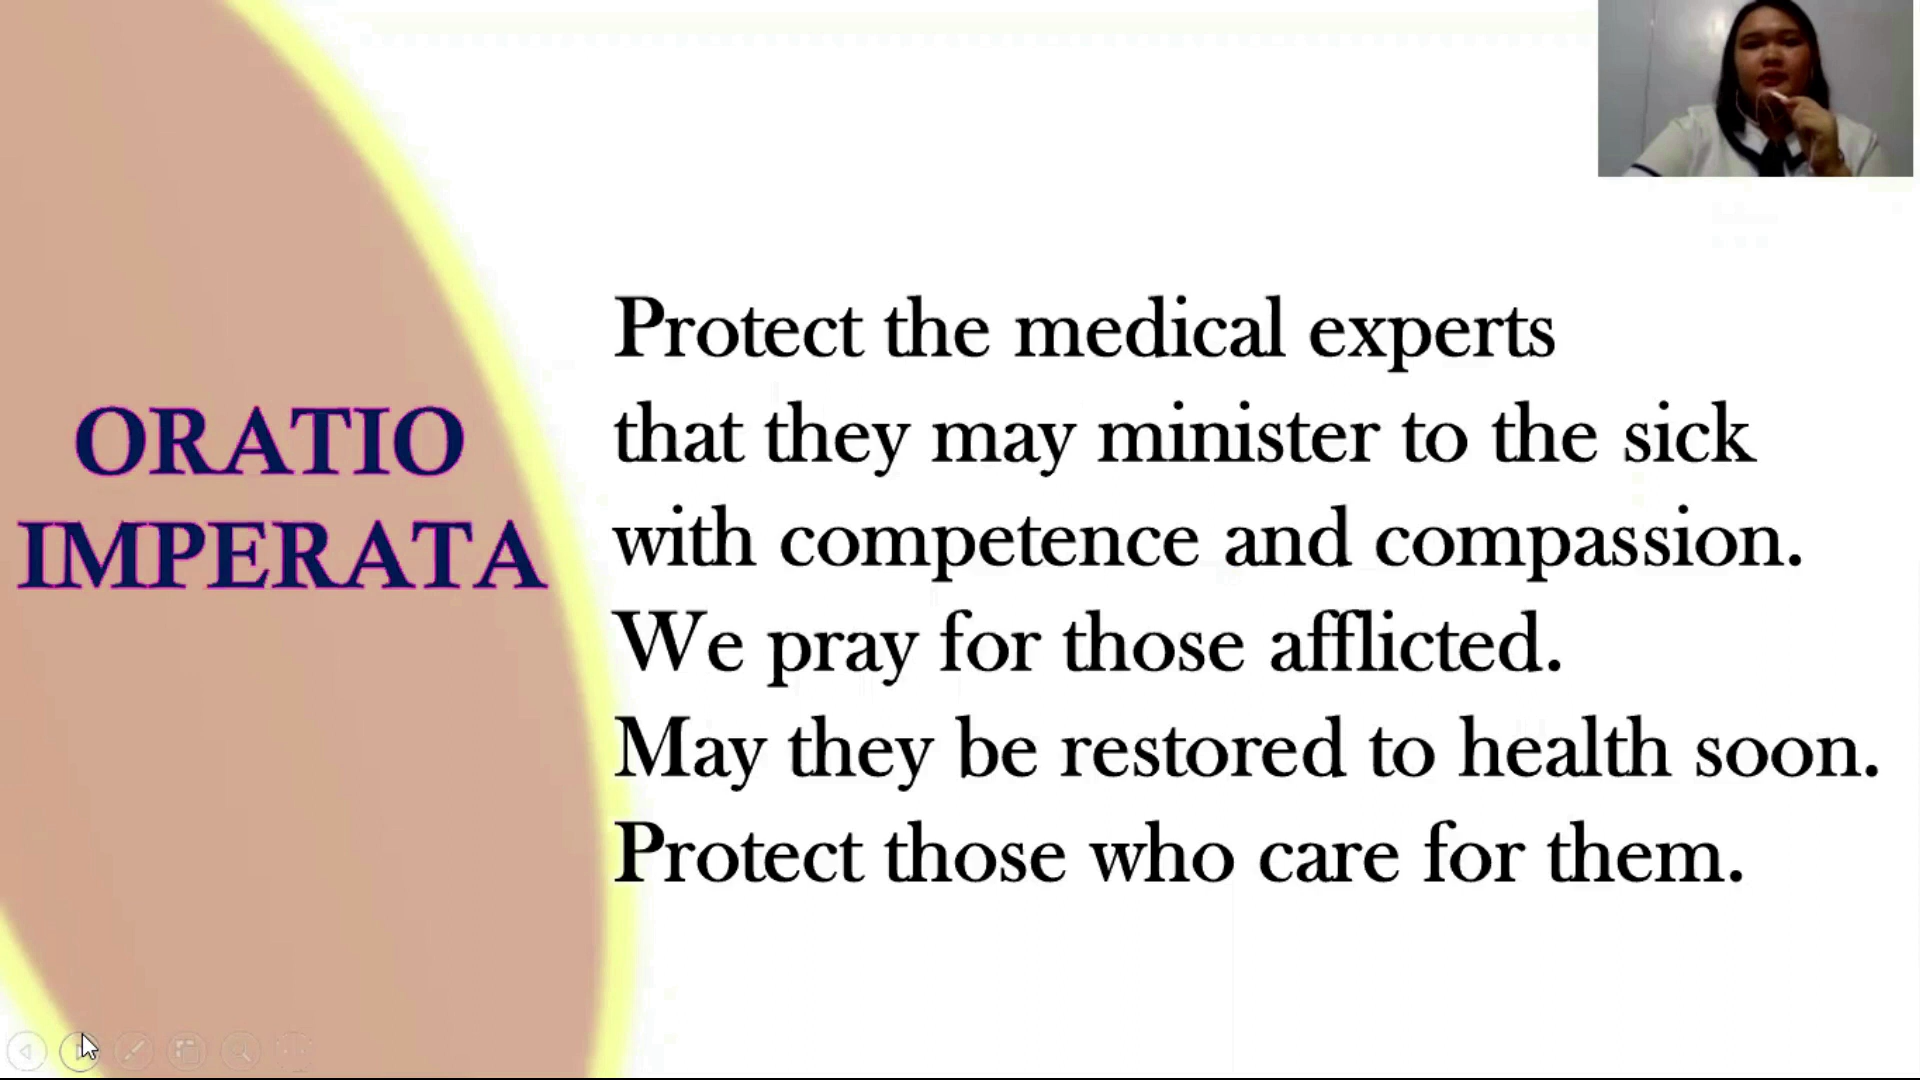 ORATIO
IMPERATA
Protect the medical experts
that they may minister to the sick
with competence and compassion.
We pray for those afflicted.
May they be restored to health soon.
Protect those who care for them.